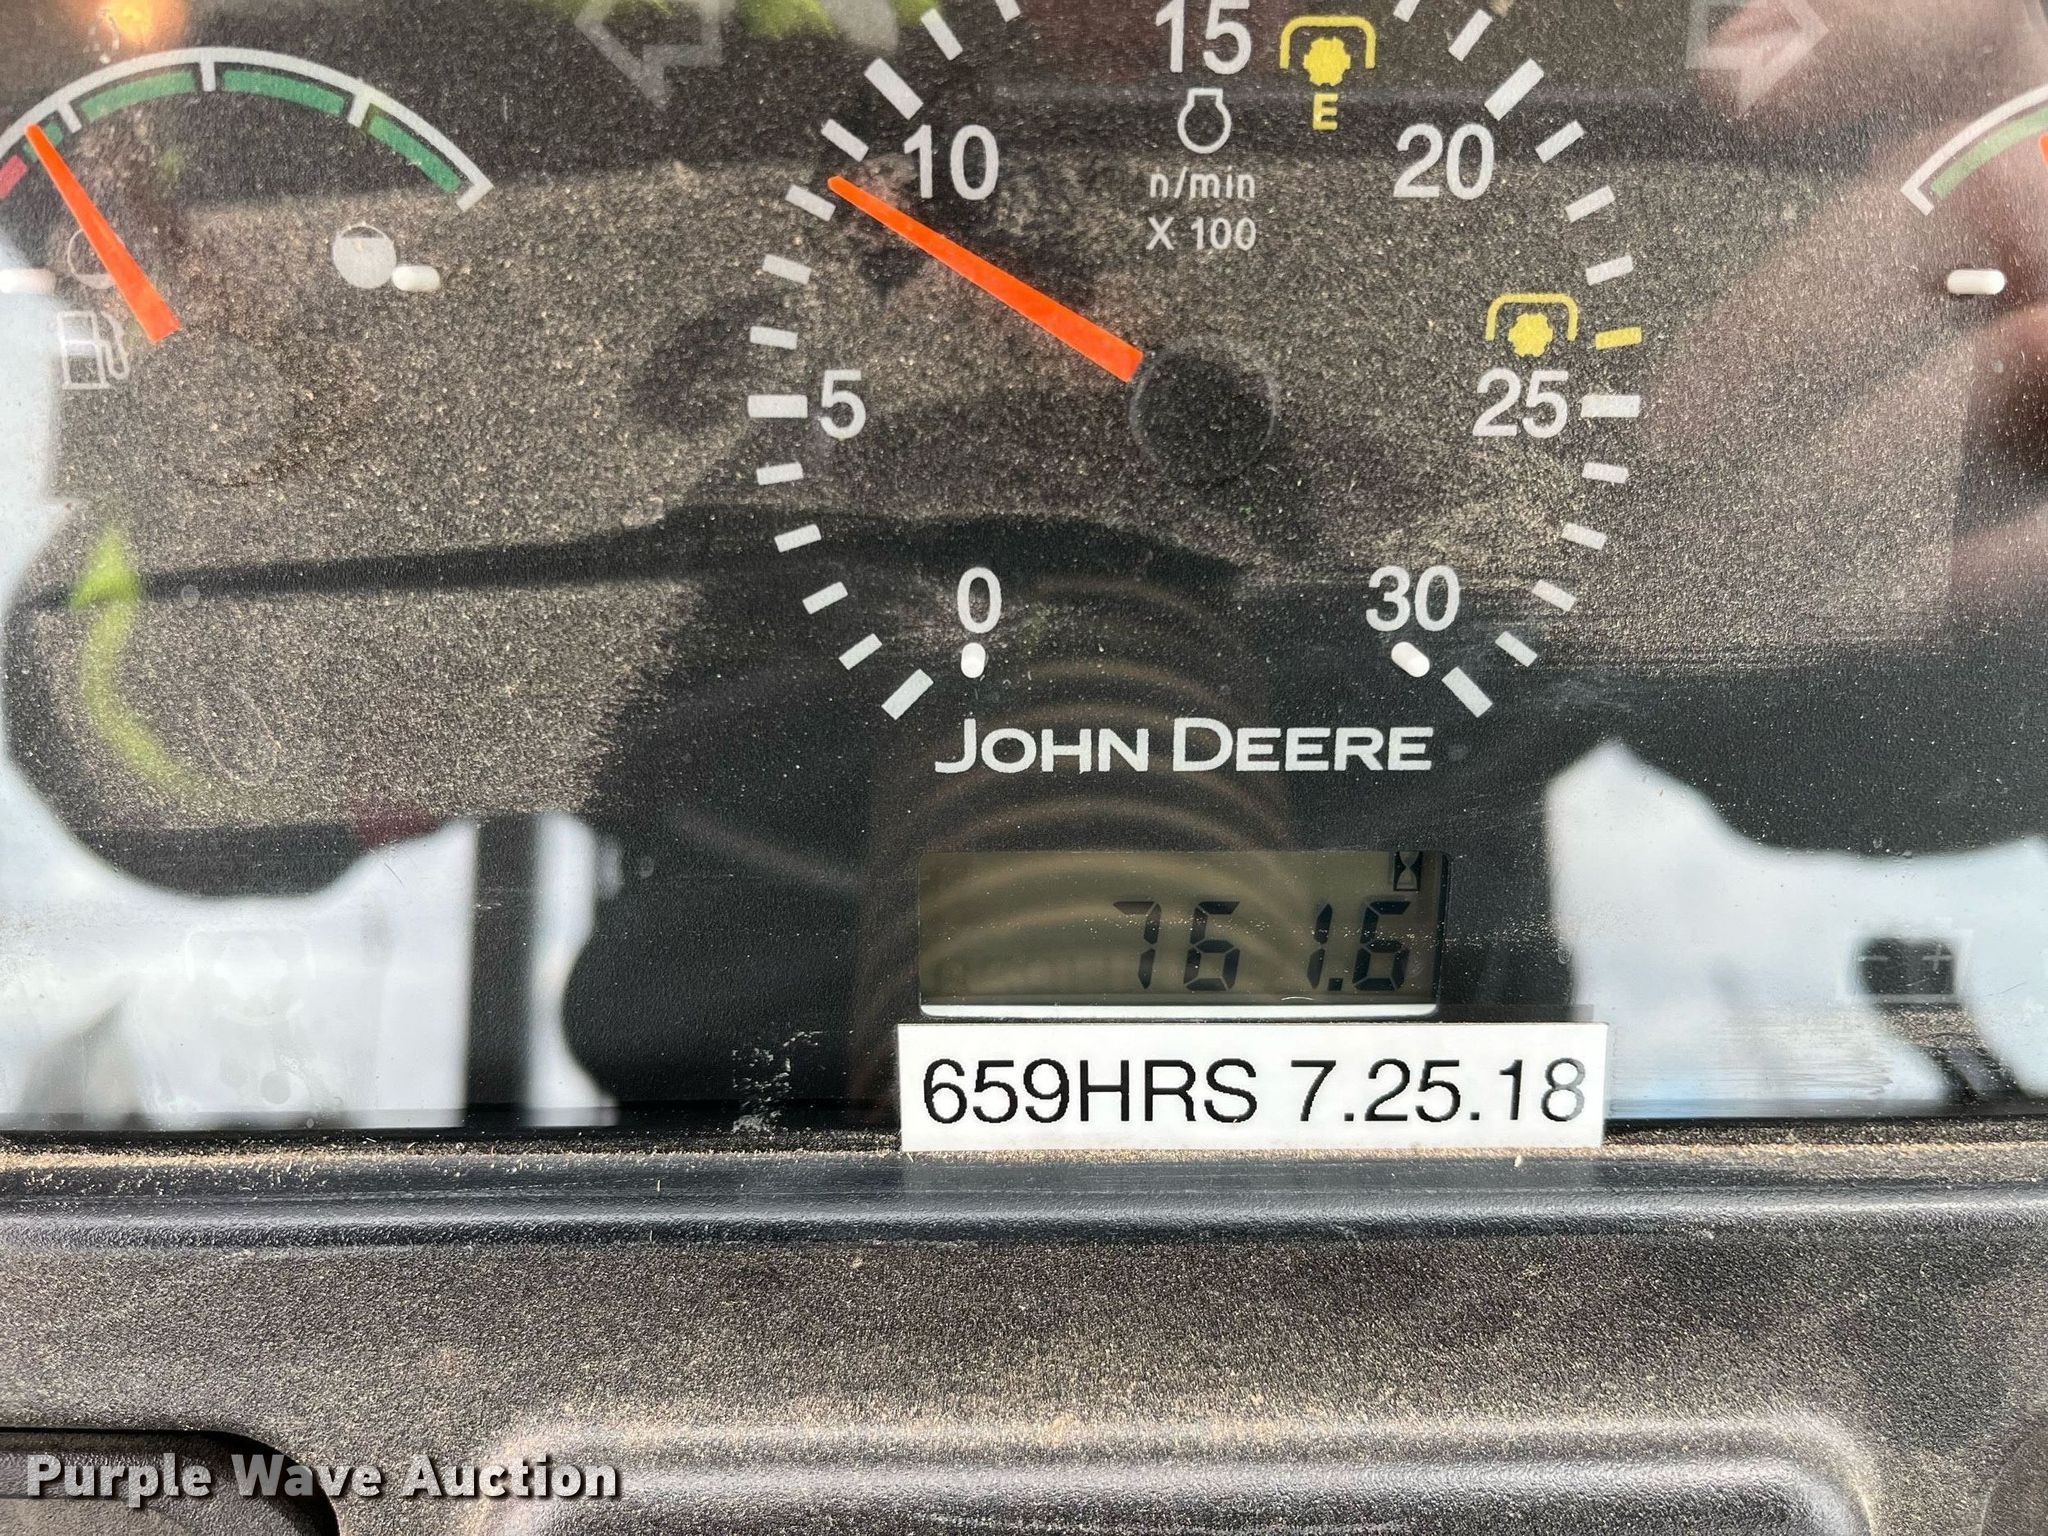 15
E
10
20
n/min
X 100
5
25
0
30
JOHN DEERE
761.6
659HRS 7.25.18
- +
Purple Wave Auction